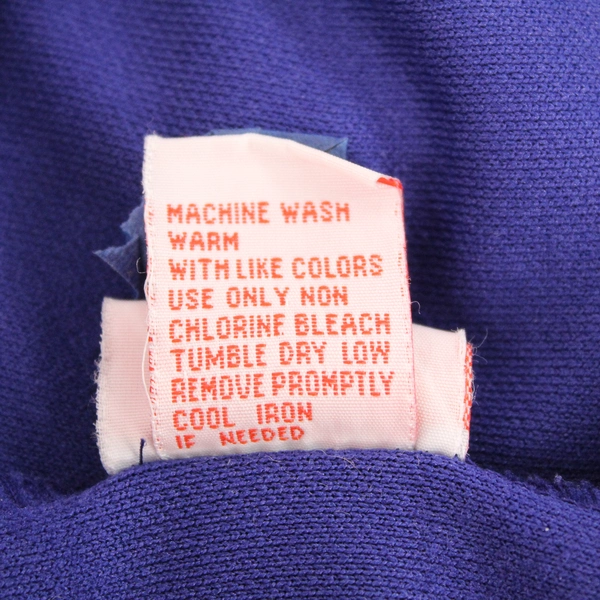 MACHINE WASH
WARM
WITH LIKE COLORS
USE ONLY NON
CHLORINE BLEACH
TUMBLE DRY LOW
REMOVE PROMPTLY
COOL IRON
IF NEEDED